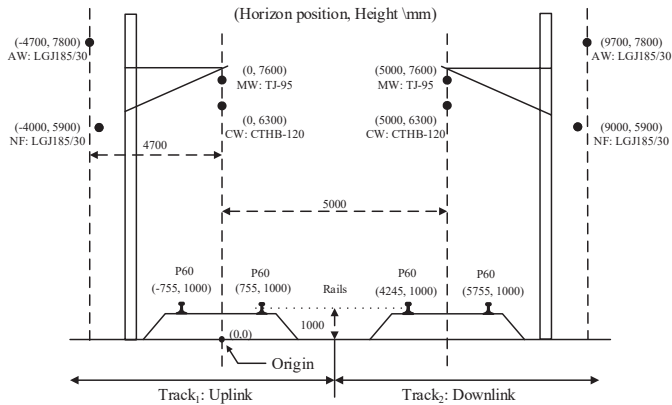 (Horizon position, Height \mm)
(-4700, 7800)
AW: LGJ185/30
(0, 7600)
MW: TJ-95
(5000, 7600)
MW: TJ-95
(9700, 7800)
AW: LGJ185/30
(-4000, 5900)
NF: LGJ185/30
(0, 6300)
CW: CTHB-120
(5000, 6300)
CW: CTHB-120
(9000, 5900)
NF: LGJ185/30
4700
5000
P60
(-755, 1000)
P60
(755, 1000)
Rails
P60
(4245, 1000)
P60
(5755, 1000)
1000
(0,0)
Origin
Track₁: Uplink
Track₂: Downlink